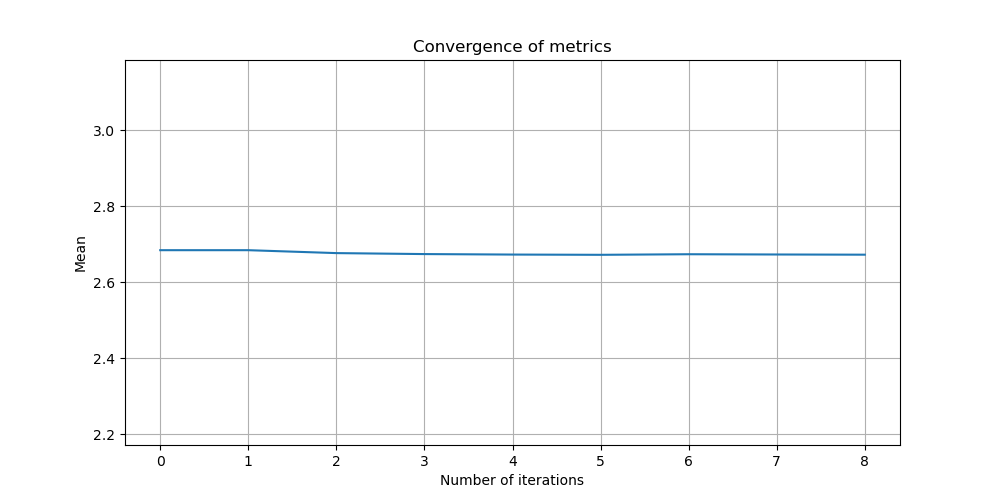 Convergence of metrics
3.0
2.8
2.6
2.4
2.2
Mean
0 1 2 3 4 5 6 7 8
Number of iterations